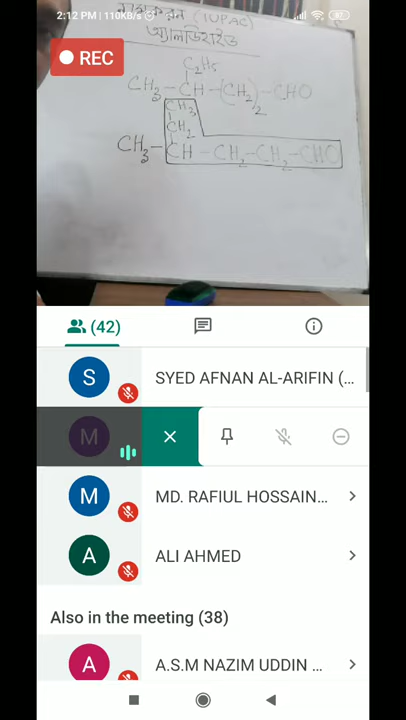 2:12 PM | 110KB/s
নামকরণ (IUPAC)
অ্যালডিহাইড
REC
C₂H₅
CH₃ – CH –(CH₂)₂ – CHO
CH₃
CH₂
CH₃ – CH – CH₂ – CH₂ – CHO
(42)
S
SYED AFNAN AL-ARIFIN (...
M
M
MD. RAFIUL HOSSAIN...
A
ALI AHMED
Also in the meeting (38)
A
A.S.M NAZIM UDDIN ...